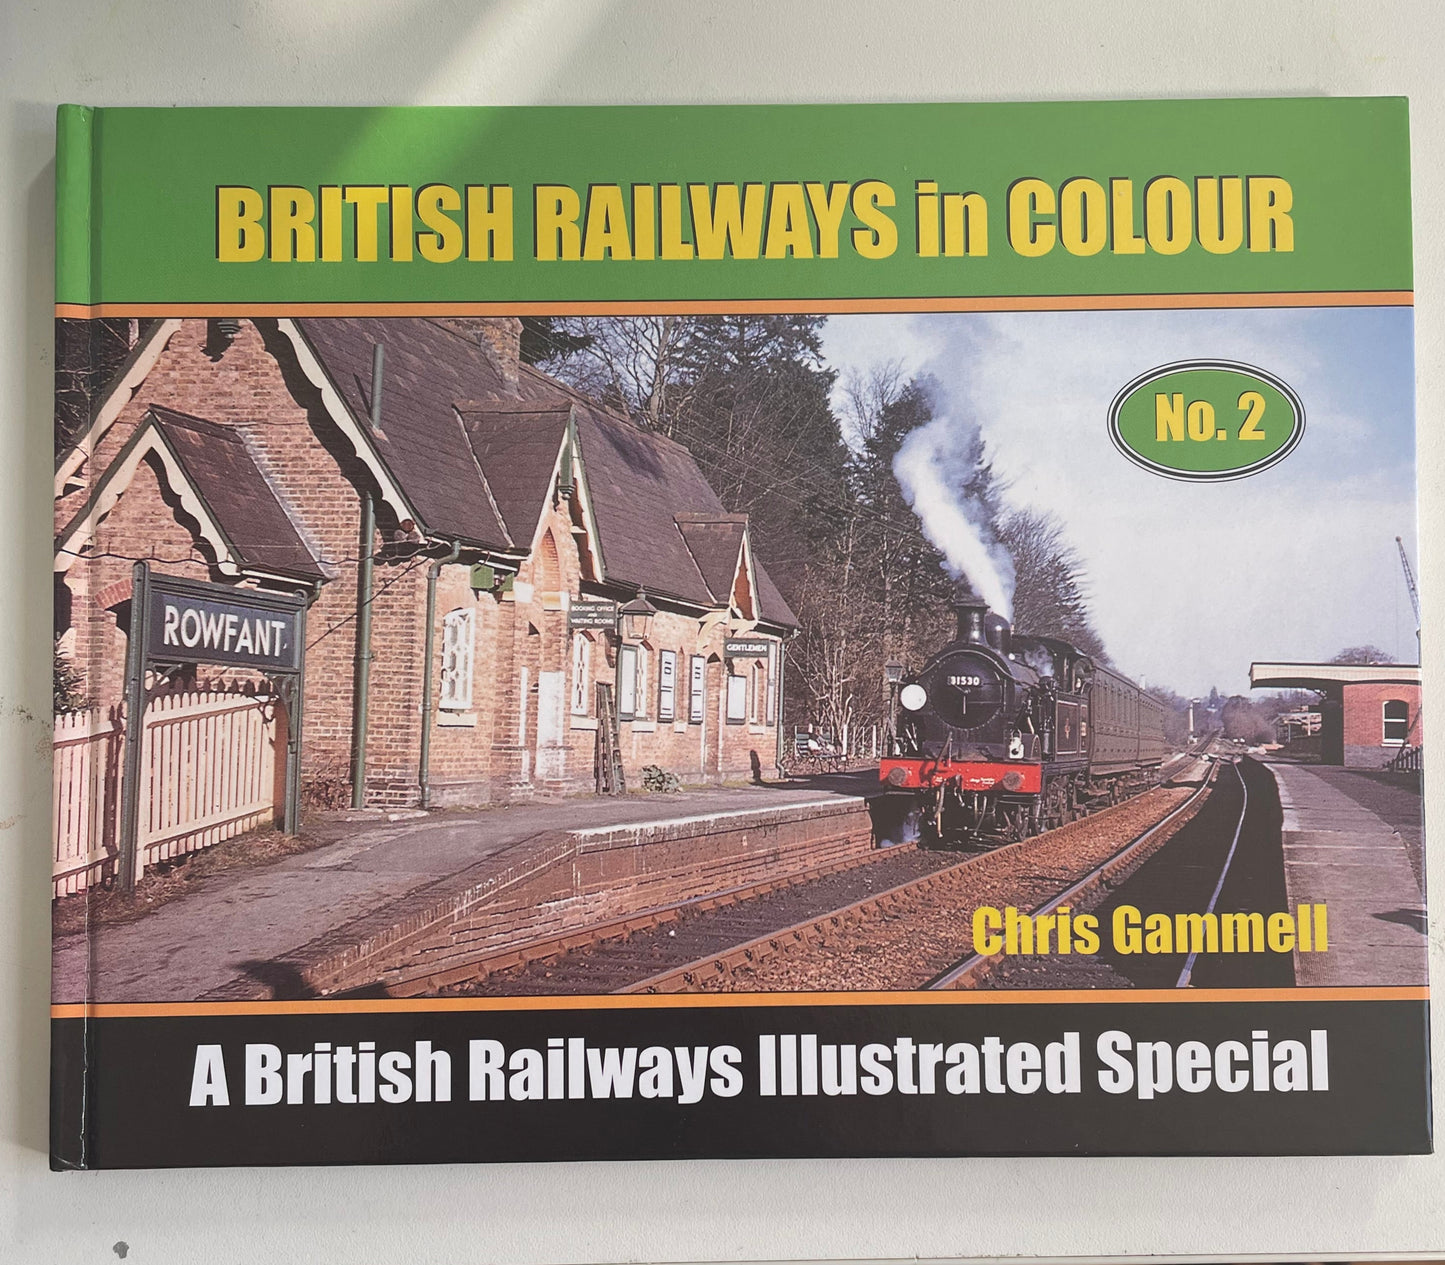 BRITISH RAILWAYS in COLOUR
No. 2
ROWFANT
BOOKING OFFICE
AND
WAITING ROOMS
GENTLEMEN
31530
Chris Gammell
A British Railways Illustrated Special